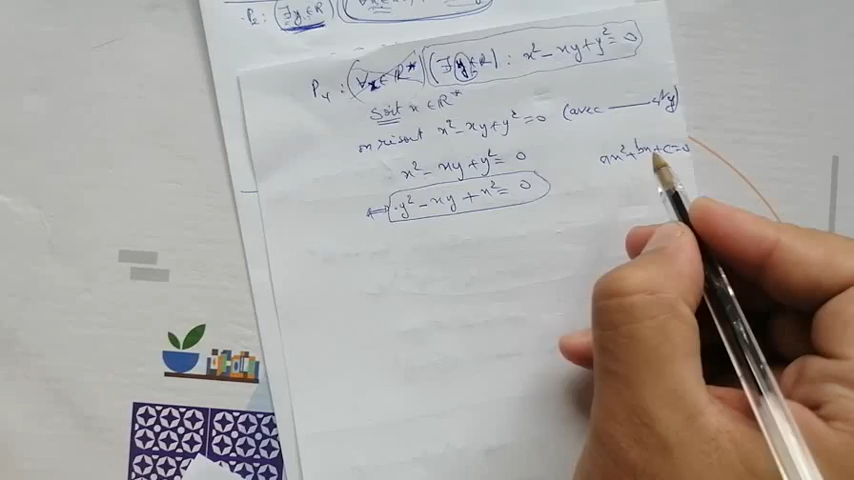 P2 : (∃y∈ℝ)
P4 : (∀x∈ℝ*) (∃y∈ℝ) : x² - xy + y² = 0
Soit x ∈ ℝ*
on résout x² - xy + y² = 0 (avec y)
x² - xy + y² = 0
ax² + bx + c = 0
⇔ y² - xy + x² = 0